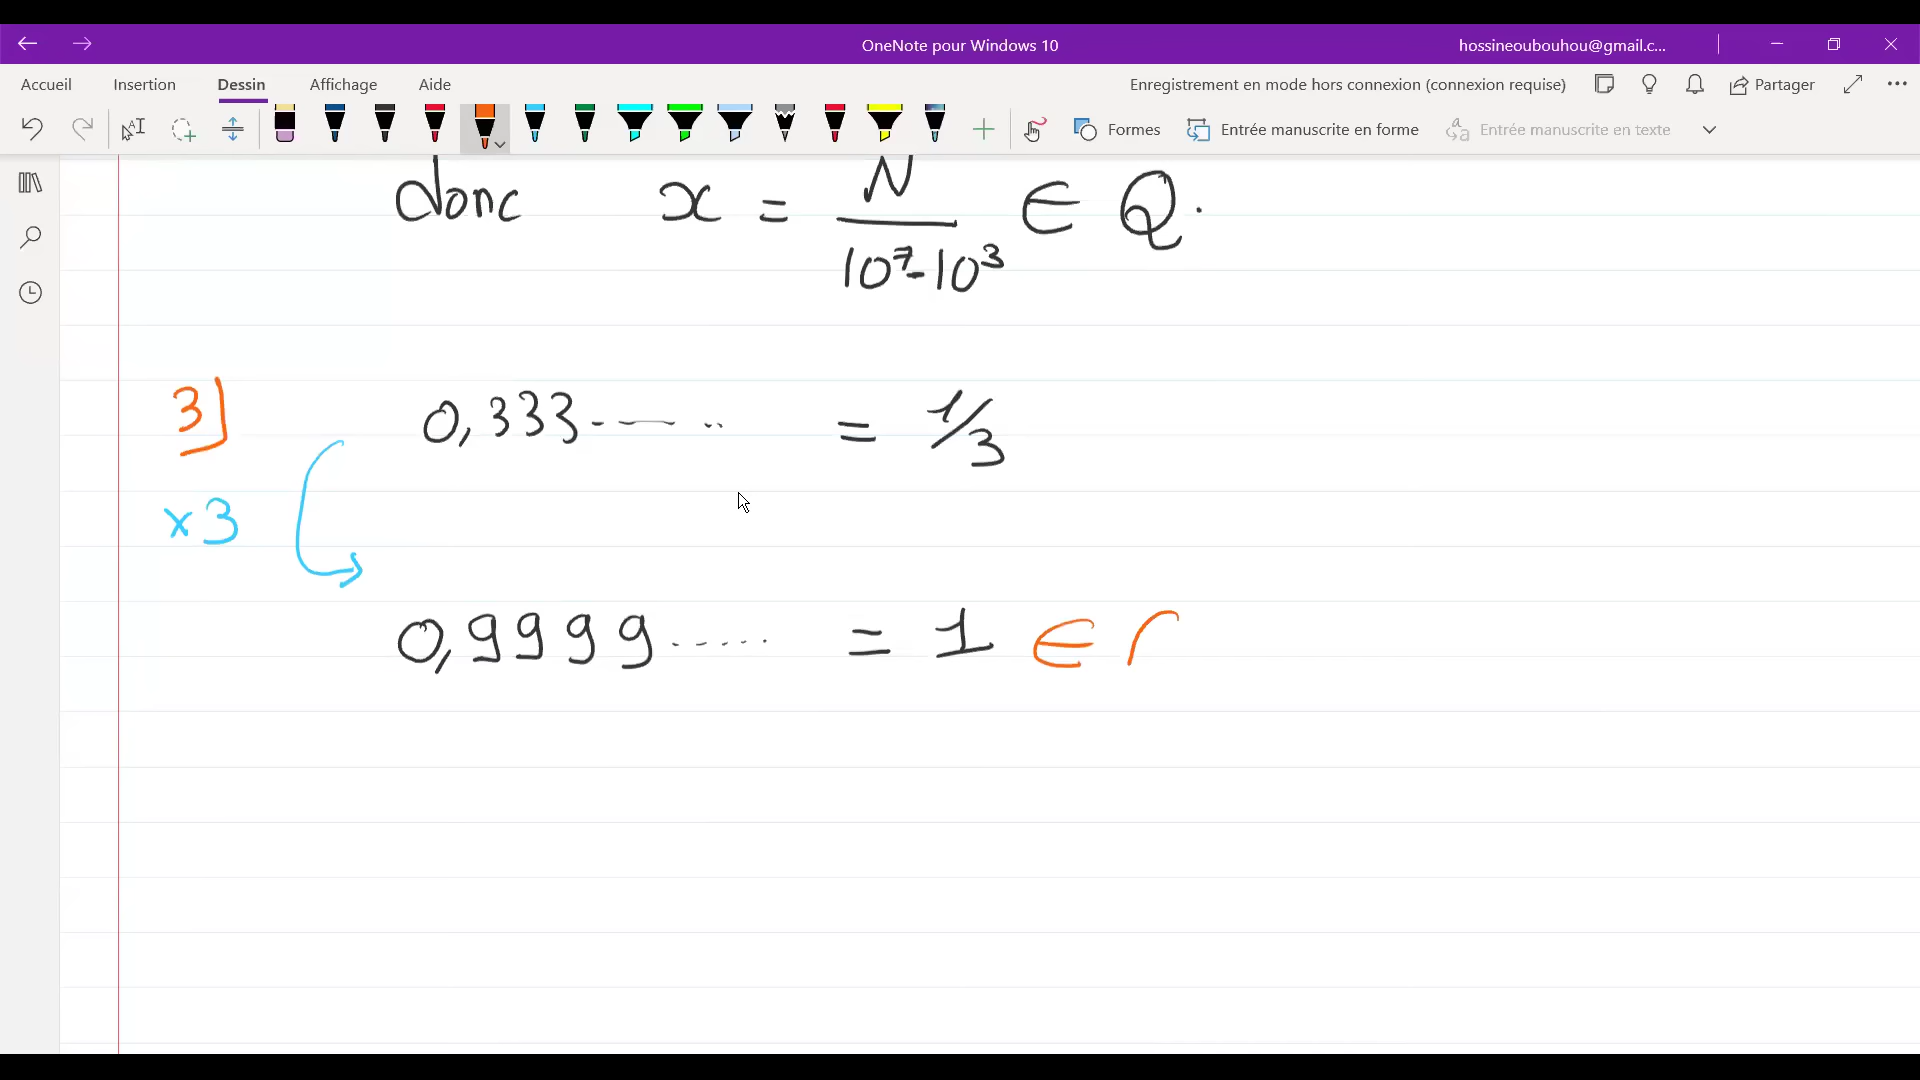 OneNote pour Windows 10
hossineoubouhou@gmail.c...
Accueil Insertion Dessin Affichage Aide
Enregistrement en mode hors connexion (connexion requise)
Partager
Formes
Entrée manuscrite en forme
Entrée manuscrite en texte
donc x = N / 10⁷-10³ ∈ Q.
3] 0,333----- .. = 1/3
x3
0,9999..... = 1 ∈